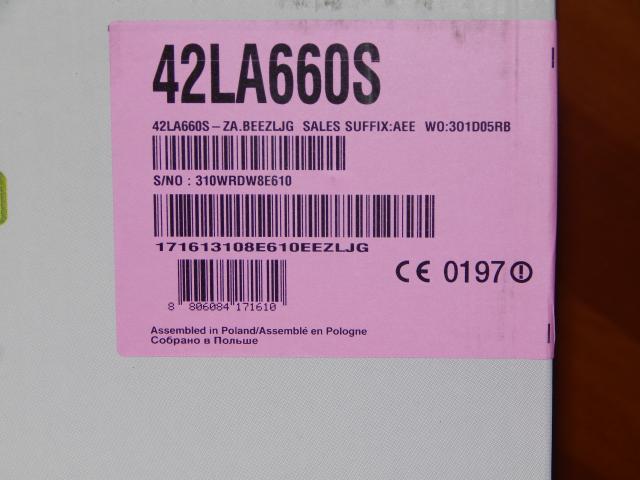 42LA660S
42LA660S-ZA.BEEZLJG SALES SUFFIX:AEE WO:301D05RB
S/NO : 310WRDW8E610
171613108E610EEZLJG
CE 0197
8 806084 171610
Assembled in Poland/Assemblé en Pologne
Собрано в Польше